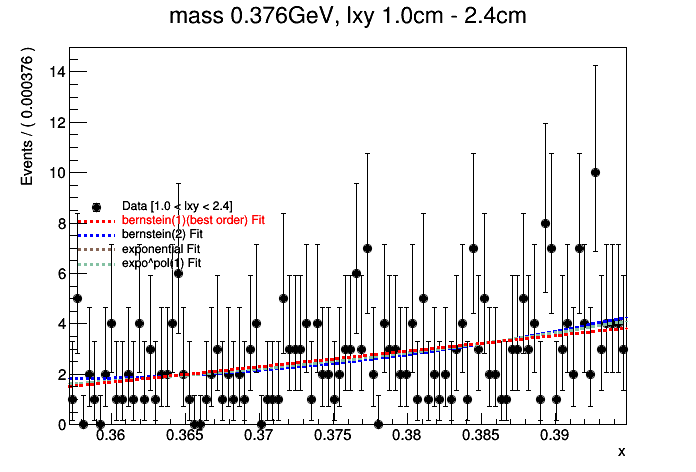 mass 0.376GeV, lxy 1.0cm - 2.4cm
Events / ( 0.000376 )
14
12
10
8
6
4
2
0
Data [1.0 < lxy < 2.4]
bernstein(1)(best order) Fit
bernstein(2) Fit
exponential Fit
expo^pol(1) Fit
0.36 0.365 0.37 0.375 0.38 0.385 0.39
x